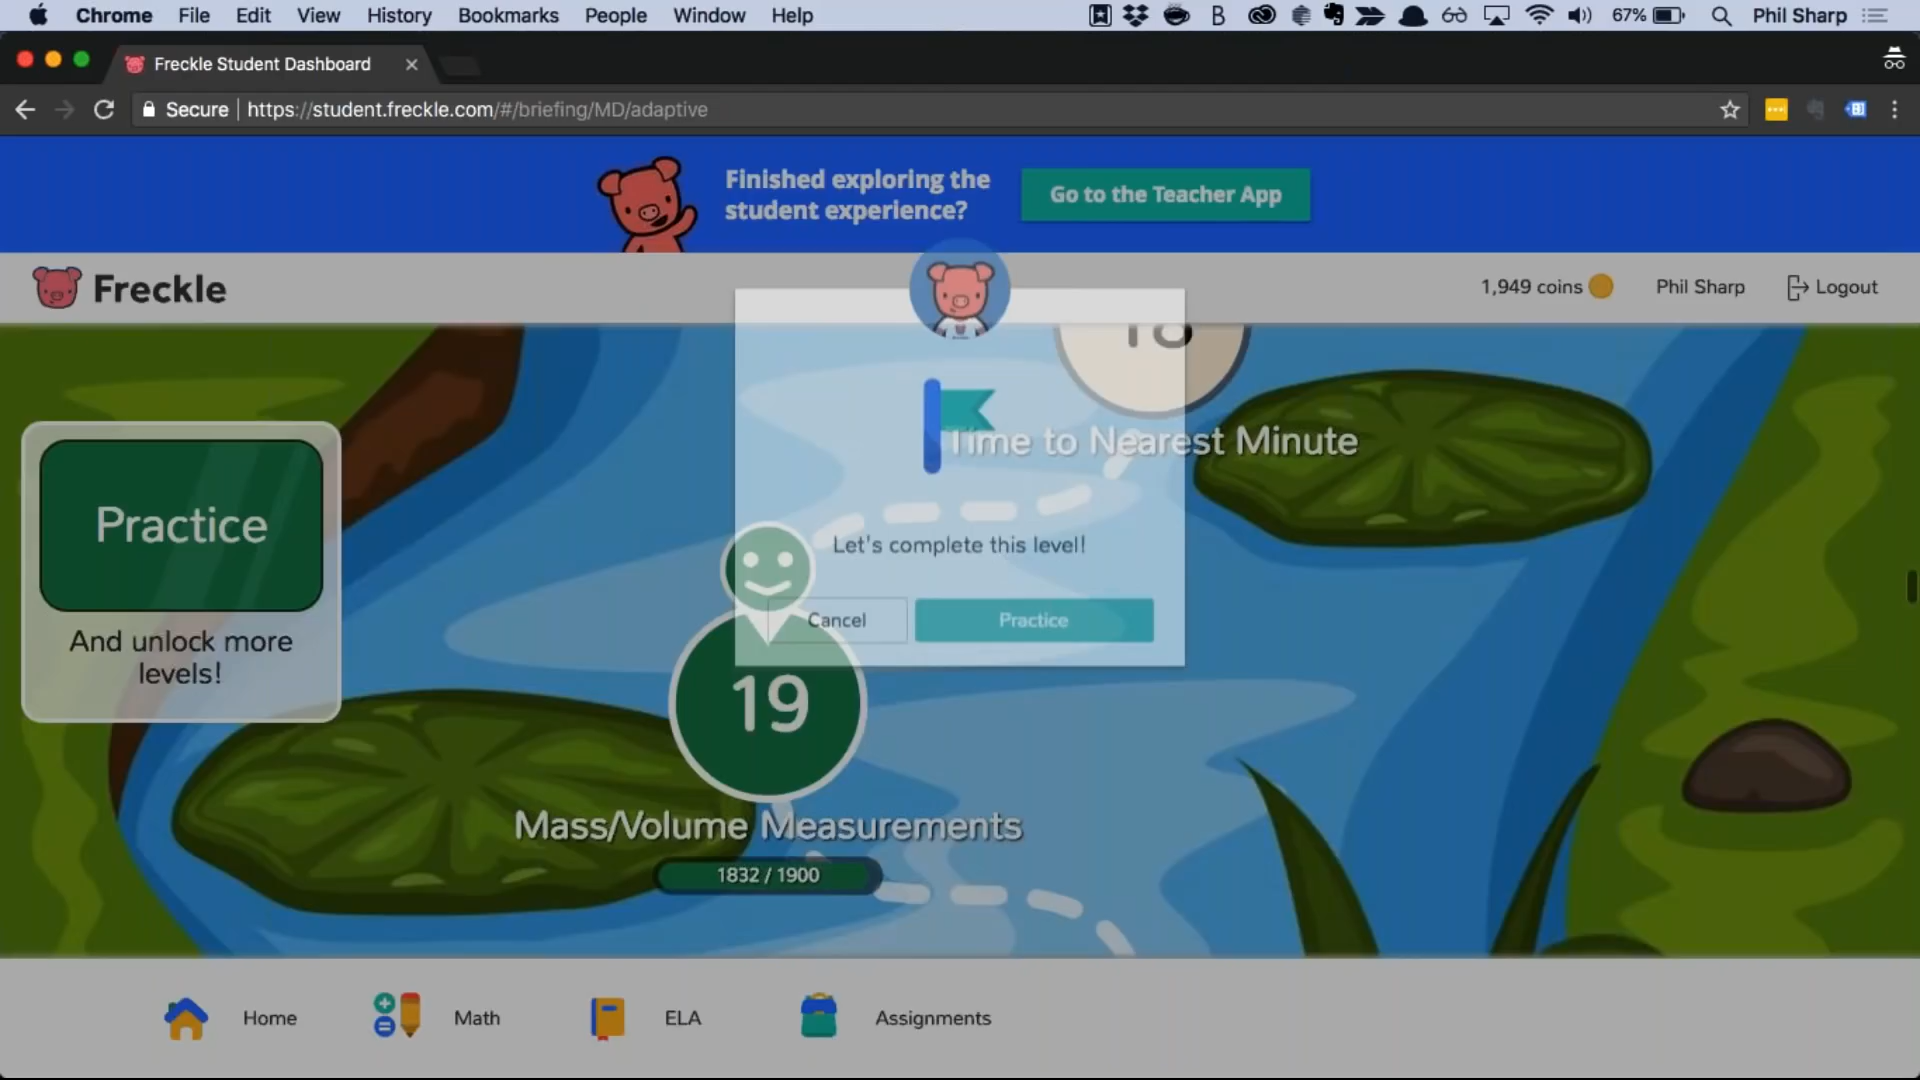 Chrome File Edit View History Bookmarks People Window Help 67% Phil Sharp
Freckle Student Dashboard
Secure https://student.freckle.com/#/briefing/MD/adaptive
Finished exploring the
student experience?
Go to the Teacher App
Freckle
1,949 coins Phil Sharp Logout
18
Time to Nearest Minute
Practice
And unlock more
levels!
Let's complete this level!
Cancel Practice
19
Mass/Volume Measurements
1832 / 1900
Home Math ELA Assignments